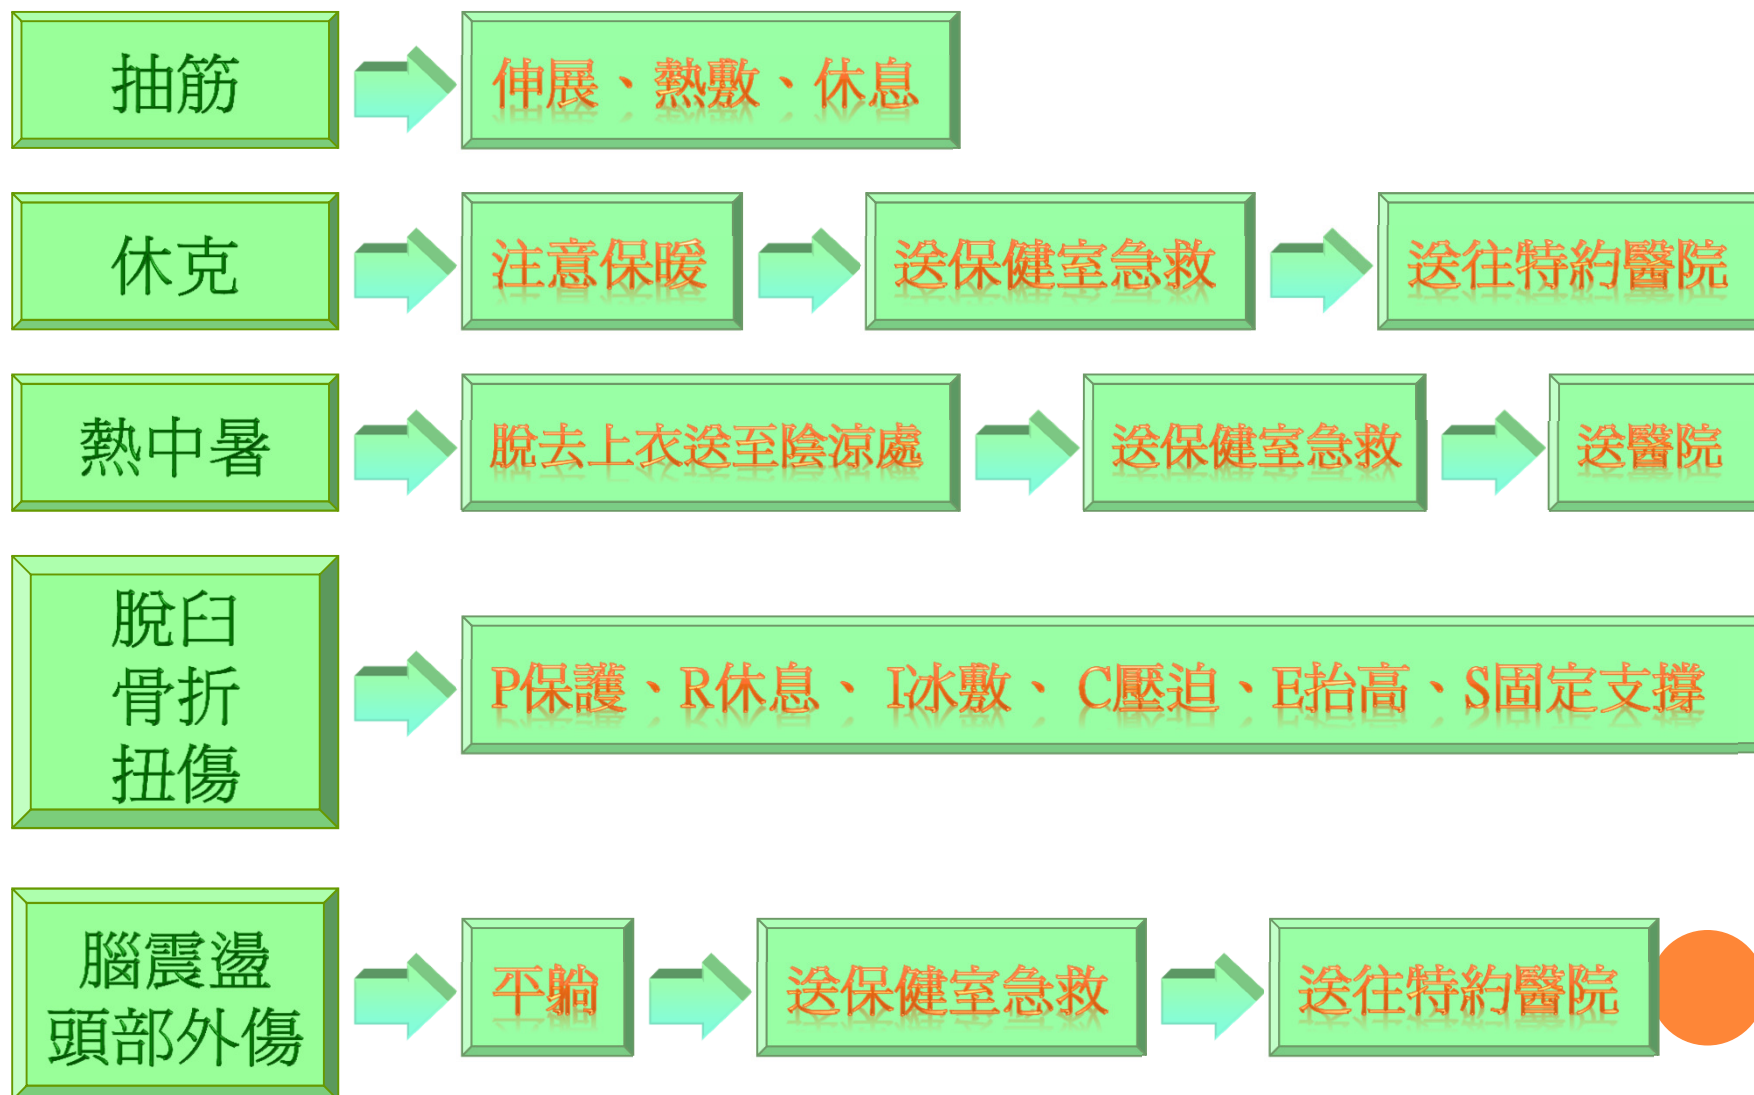 抽筋
伸展、熱敷、休息
休克
注意保暖
送保健室急救
送往特約醫院
熱中暑
脫去上衣送至陰涼處
送保健室急救
送醫院
脫臼
骨折
扭傷
P保護、R休息、I冰敷、C壓迫、E抬高、S固定支撐
腦震盪
頭部外傷
平躺
送保健室急救
送往特約醫院